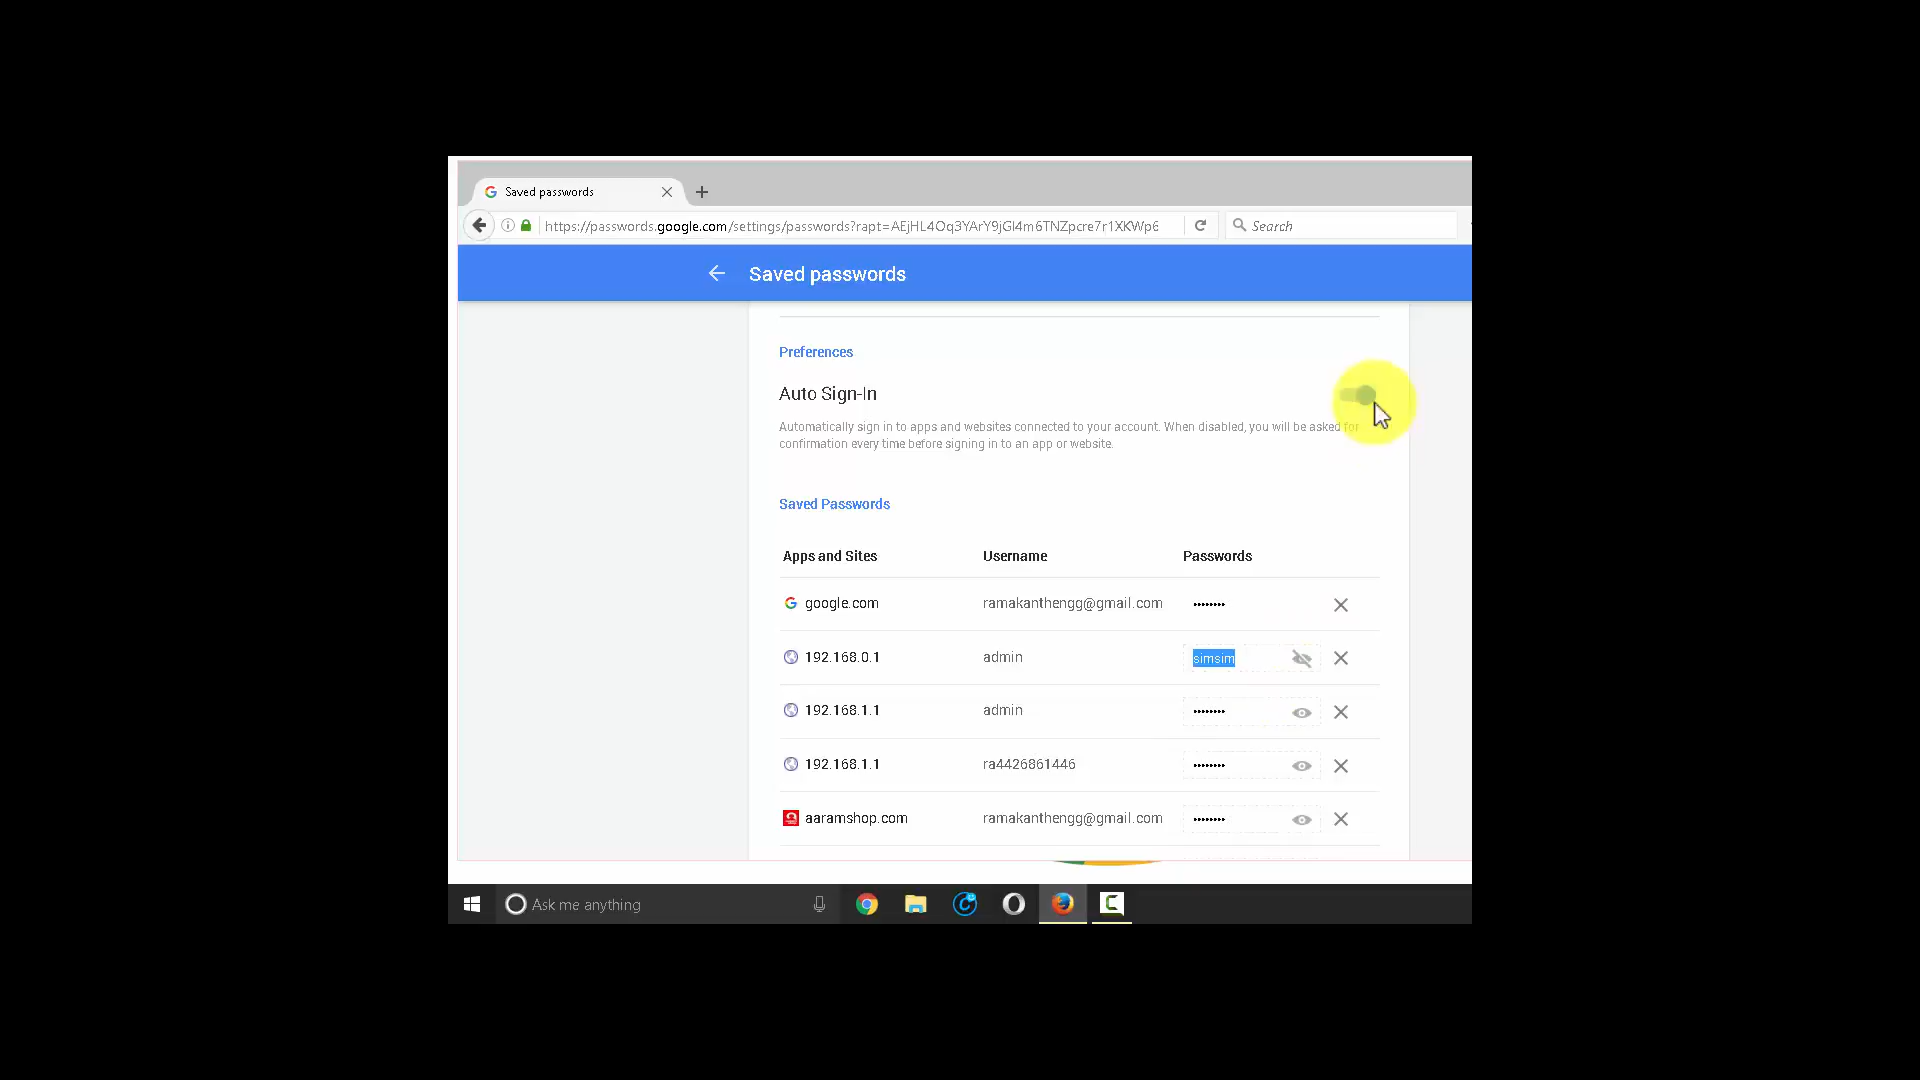 Saved passwords
https://passwords.google.com/settings/passwords?rapt=AEjHL4Oq3YArY9jGl4m6TNZpcre7r1XKWp6
Search
Saved passwords
Preferences
Auto Sign-In
Automatically sign in to apps and websites connected to your account. When disabled, you will be asked for
confirmation every time before signing in to an app or website.
Saved Passwords
Apps and Sites Username Passwords
google.com ramakanthengg@gmail.com ••••••••
192.168.0.1 admin simsim
192.168.1.1 admin ••••••••
192.168.1.1 ra4426861446 ••••••••
aaramshop.com ramakanthengg@gmail.com ••••••••
Ask me anything